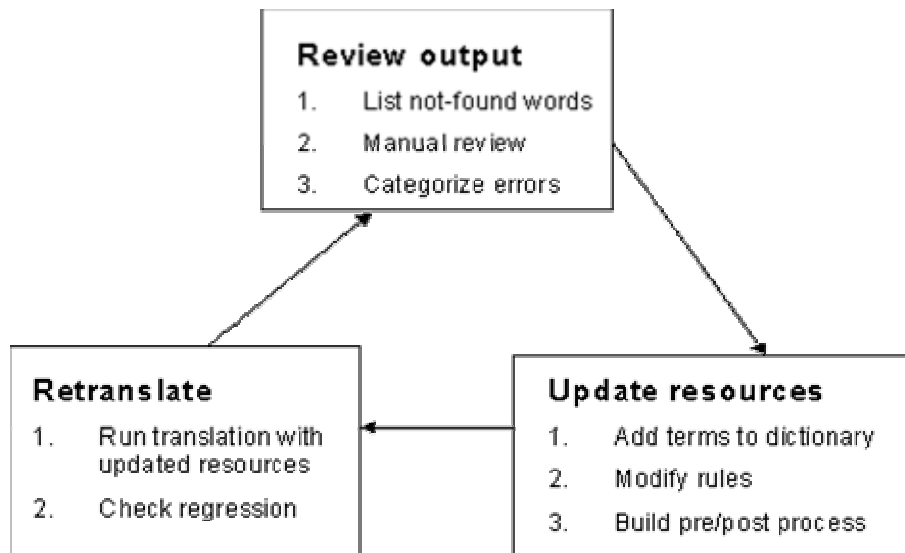 Review output
1. List not-found words
2. Manual review
3. Categorize errors
Retranslate
1. Run translation with
updated resources
2. Check regression
Update resources
1. Add terms to dictionary
2. Modify rules
3. Build pre/post process